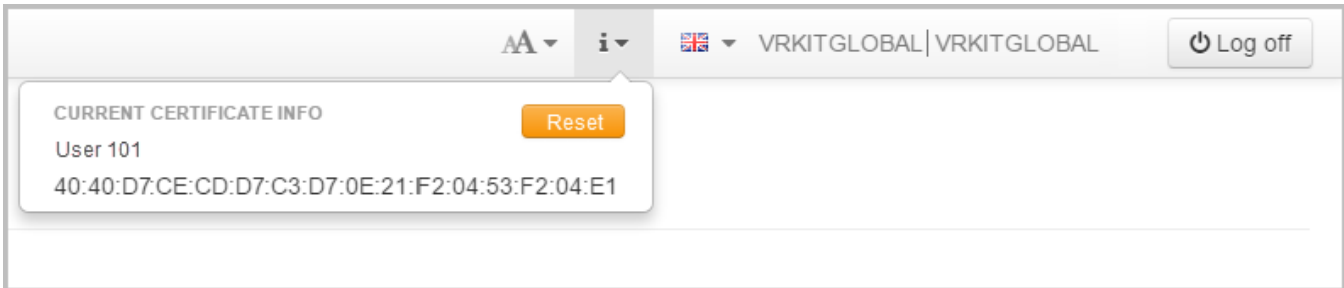 AA i VRKITGLOBAL|VRKITGLOBAL Log off
CURRENT CERTIFICATE INFO
Reset
User 101
40:40:D7:CE:CD:D7:C3:D7:0E:21:F2:04:53:F2:04:E1